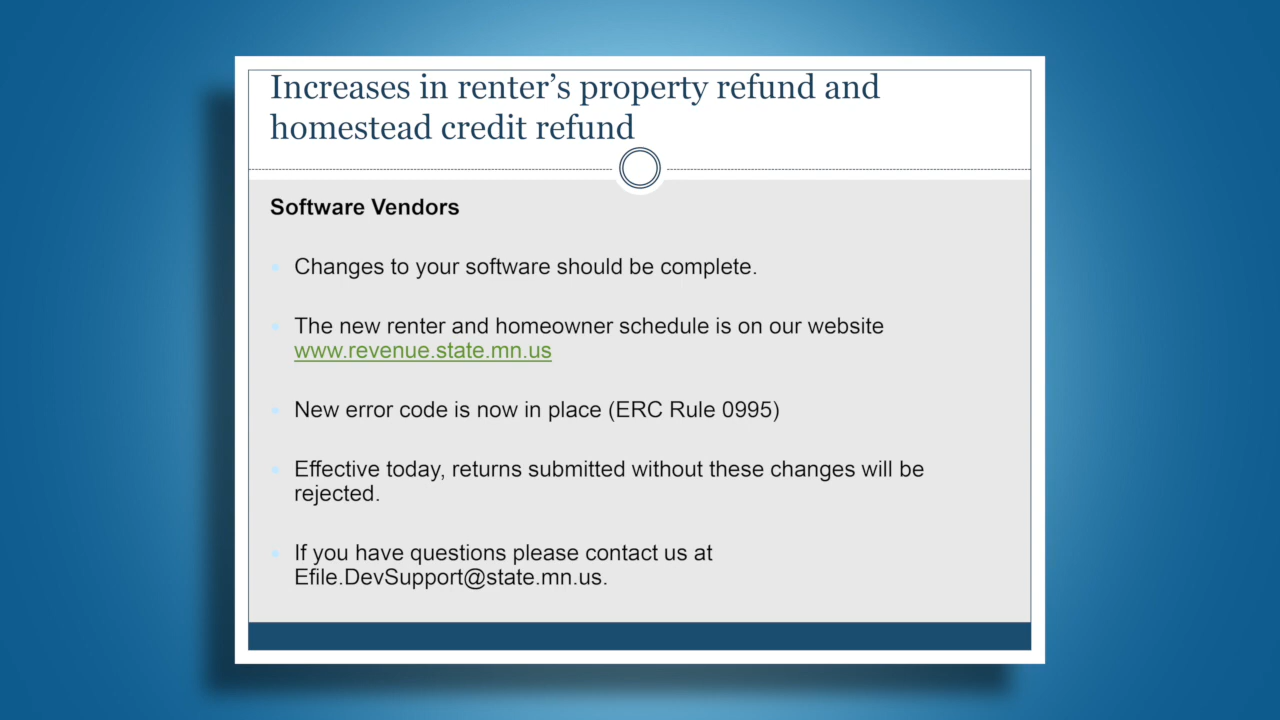 Increases in renter’s property refund and
homestead credit refund
Software Vendors
Changes to your software should be complete.
The new renter and homeowner schedule is on our website
www.revenue.state.mn.us
New error code is now in place (ERC Rule 0995)
Effective today, returns submitted without these changes will be
rejected.
If you have questions please contact us at
Efile.DevSupport@state.mn.us.